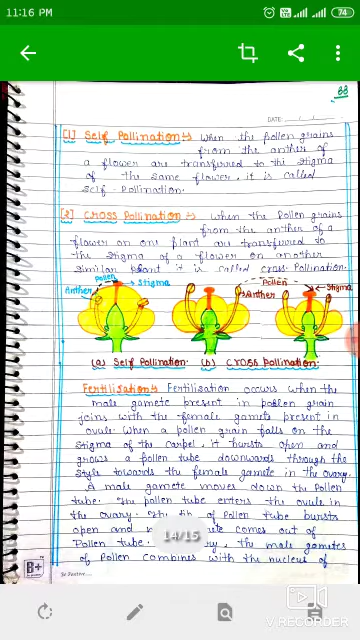 11:16 PM
74
33
DATE:
(1) Self Pollination :- When the pollen grains
from the anther of
a flower are transferred to the stigma
of the same flower, it is called
self-Pollination.
(2) CROSS POLLINATION :- When the Pollen grains
from the anther of a
flower on one plant are transferred to
the stigma of a flower on another
similar plant it is called cross-Pollination.
Pollen
Anther
Stigma
Pollen
Anther
Stigma
(a) Self Pollination. (b) CROSS Pollination.
Fertilisation :- Fertilisation occurs when the
male gamete present in pollen grain
joins with the female gamete present in
ovule. When a pollen grain falls on the
stigma of the carpel, it bursts open and
grows a pollen tube downwards through the
style towards the female gamete in the ovary.
A male gamete moves down the Pollen
tube. The pollen tube enters the ovule in
the ovary. The tip of Pollen tube bursts
open and comes out of
Pollen tube. the male gametes
of Pollen combines with the nucleus of
14/15
B+
V RECORDER